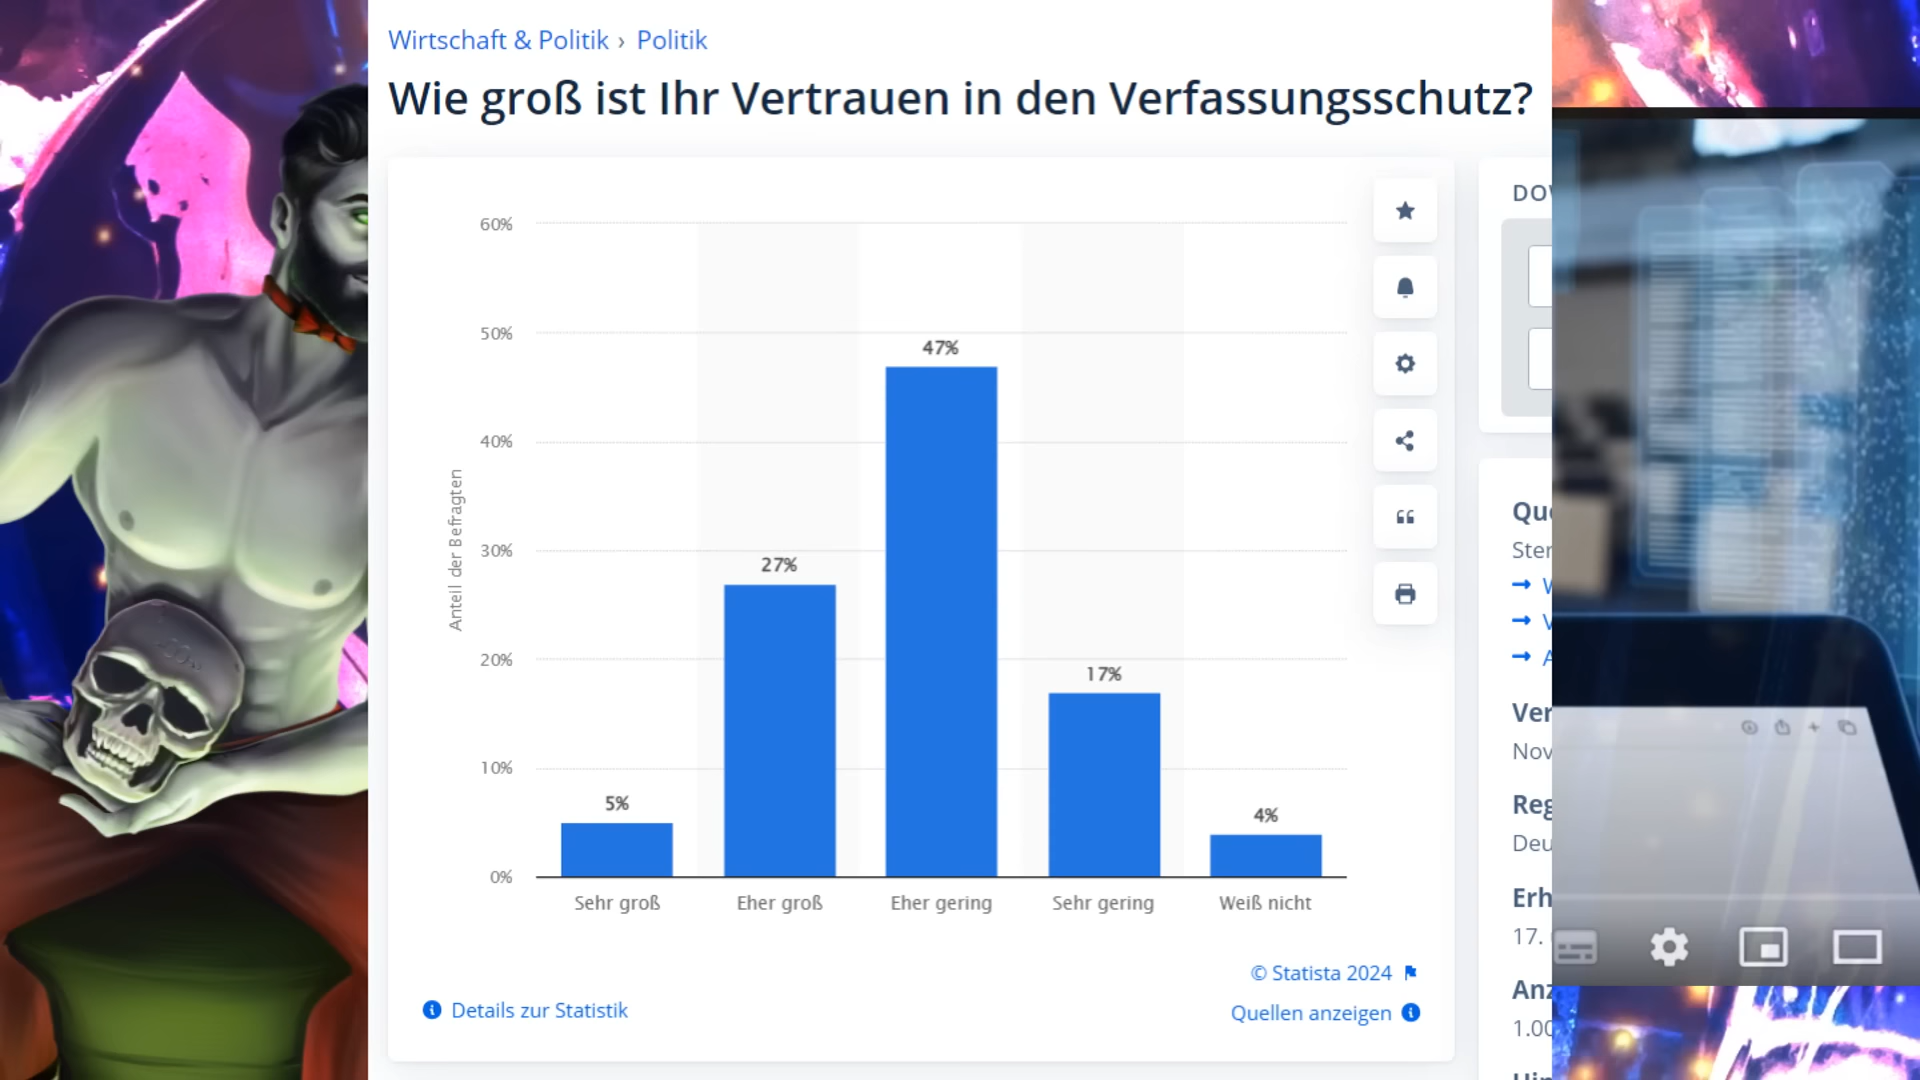 Wirtschaft & Politik › Politik
Wie groß ist Ihr Vertrauen in den Verfassungsschutz?
60%
50%
40%
30%
20%
10%
0%
Anteil der Befragten
5%
27%
47%
17%
4%
Sehr groß
Eher groß
Eher gering
Sehr gering
Weiß nicht
© Statista 2024
Details zur Statistik
Quellen anzeigen
17.